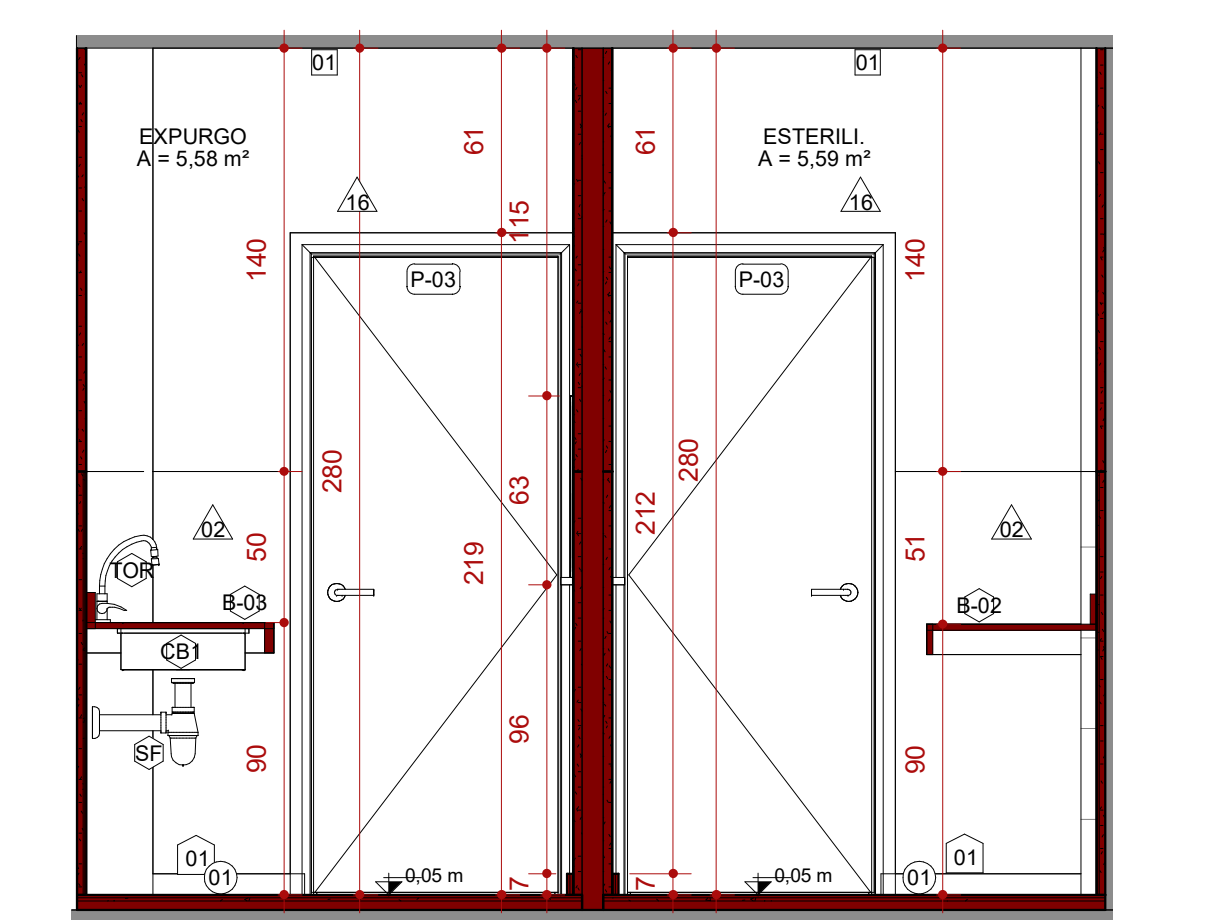 01
01
EXPURGO
A = 5,58 m²
61
61
ESTERILI.
A = 5,59 m²
16
16
115
140
140
P-03
P-03
280
280
63
212
02
02
50
219
51
TOR
B-03
B-02
CB1
96
SF
90
90
01
01
01
01
0,05 m
0,05 m
7
7